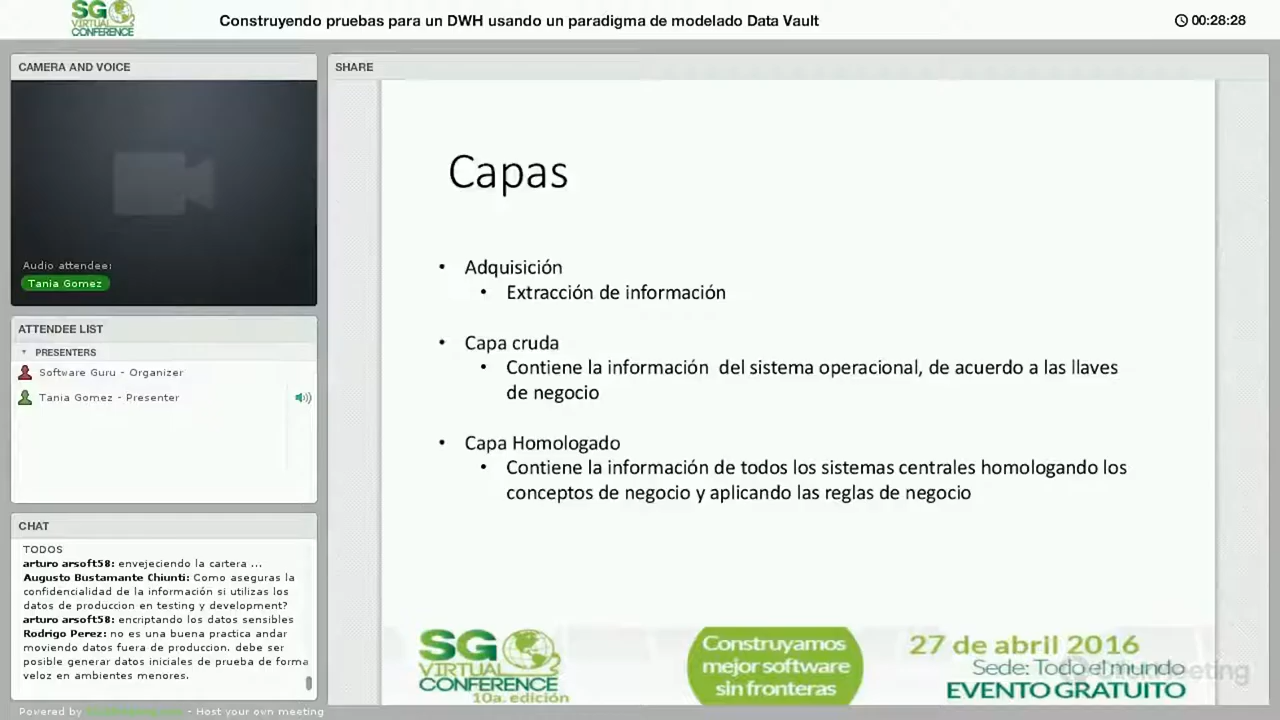 SG
VIRTUAL
CONFERENCE
Construyendo pruebas para un DWH usando un paradigma de modelado Data Vault
00:28:28
CAMERA AND VOICE
Audio attendee:
Tania Gomez
ATTENDEE LIST
PRESENTERS
Software Guru - Organizer
Tania Gomez - Presenter
CHAT
TODOS
arturo arsoft58: envejeciendo la cartera ...
Augusto Bustamante Chiunti: Como aseguras la
confidencialidad de la información si utilizas los
datos de produccion en testing y development?
arturo arsoft58: encriptando los datos sensibles
Rodrigo Perez: no es una buena practica andar
moviendo datos fuera de produccion. debe ser
posible generar datos iniciales de prueba de forma
veloz en ambientes menores.
Powered by
- Host your own meeting
SHARE
Capas
• Adquisición
• Extracción de información
• Capa cruda
• Contiene la información del sistema operacional, de acuerdo a las llaves
de negocio
• Capa Homologado
• Contiene la información de todos los sistemas centrales homologando los
conceptos de negocio y aplicando las reglas de negocio
SG
VIRTUAL
CONFERENCE
10a. edición
Construyamos
mejor software
sin fronteras
27 de abril 2016
Sede: Todo el mundo
EVENTO GRATUITO